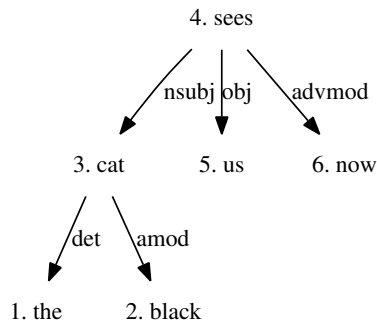 4. sees
nsubj obj advmod
3. cat 5. us 6. now
det amod
1. the 2. black